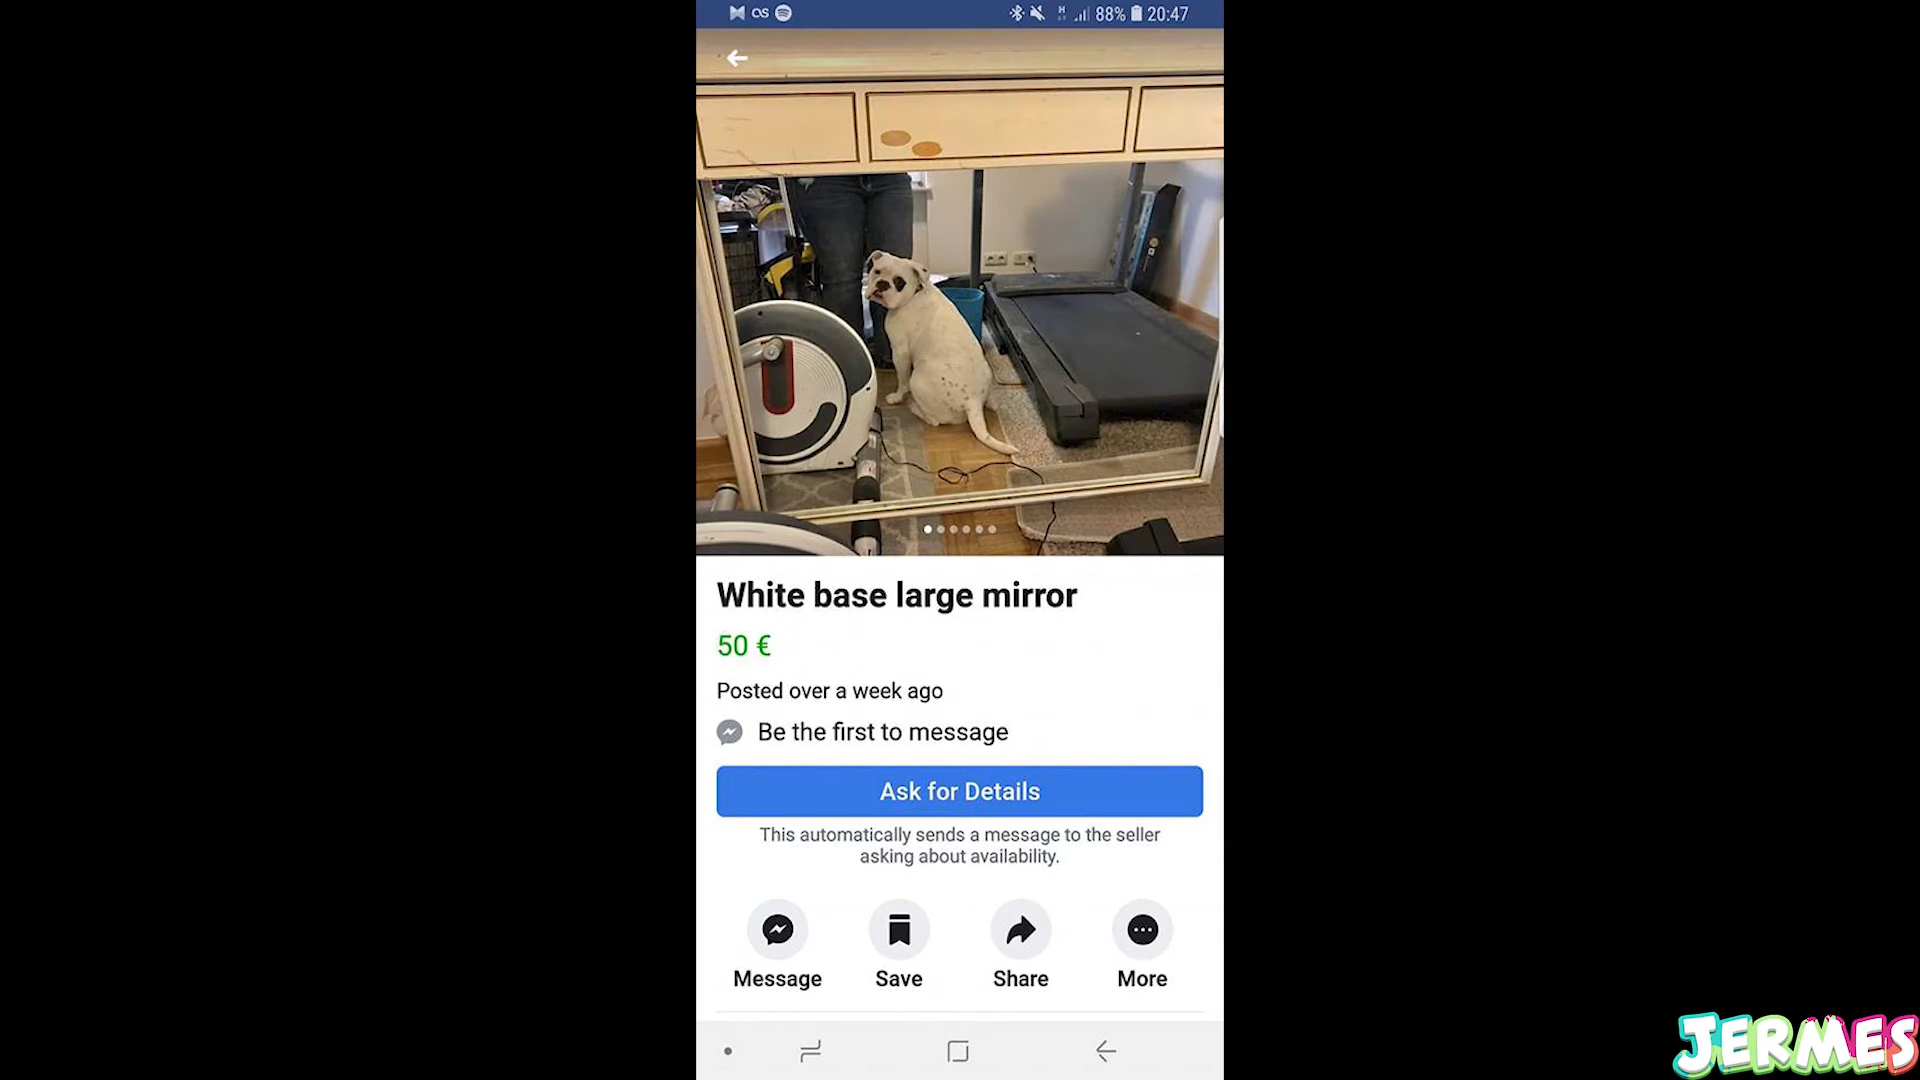 88% 20:47
White base large mirror
50 €
Posted over a week ago
Be the first to message
Ask for Details
This automatically sends a message to the seller
asking about availability.
Message Save Share More
JERMES